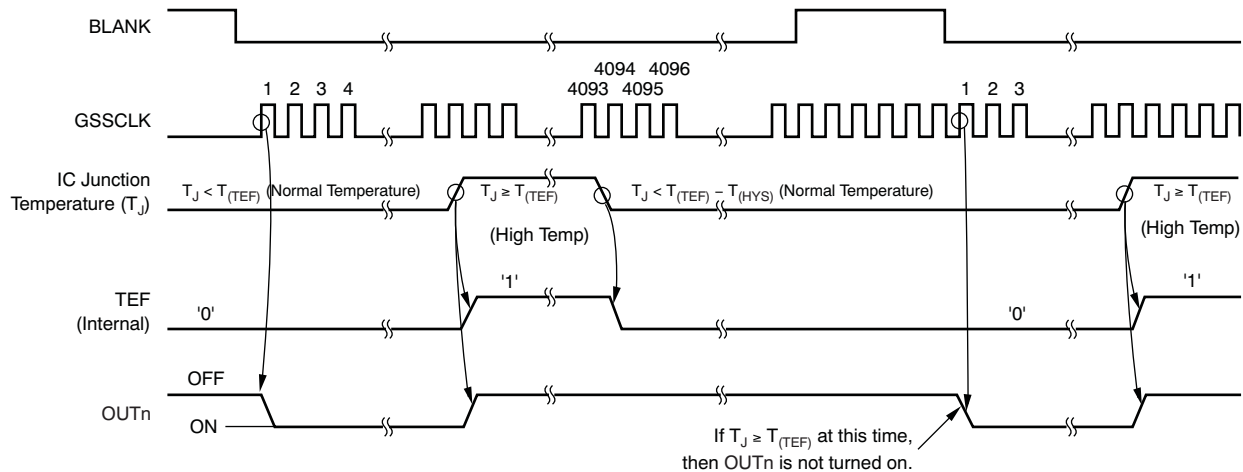 BLANK
4094 4096
1 2 3 4 4093 4095 1 2 3
GSSCLK
IC Junction
Temperature (TJ)
TJ < T(TEF) (Normal Temperature)
TJ ≥ T(TEF)
(High Temp)
TJ < T(TEF) – T(HYS) (Normal Temperature)
TJ ≥ T(TEF)
(High Temp)
TEF
(Internal)
'0' '1' '0' '1'
OFF
OUTn
ON
If TJ ≥ T(TEF) at this time,
then OUTn is not turned on.